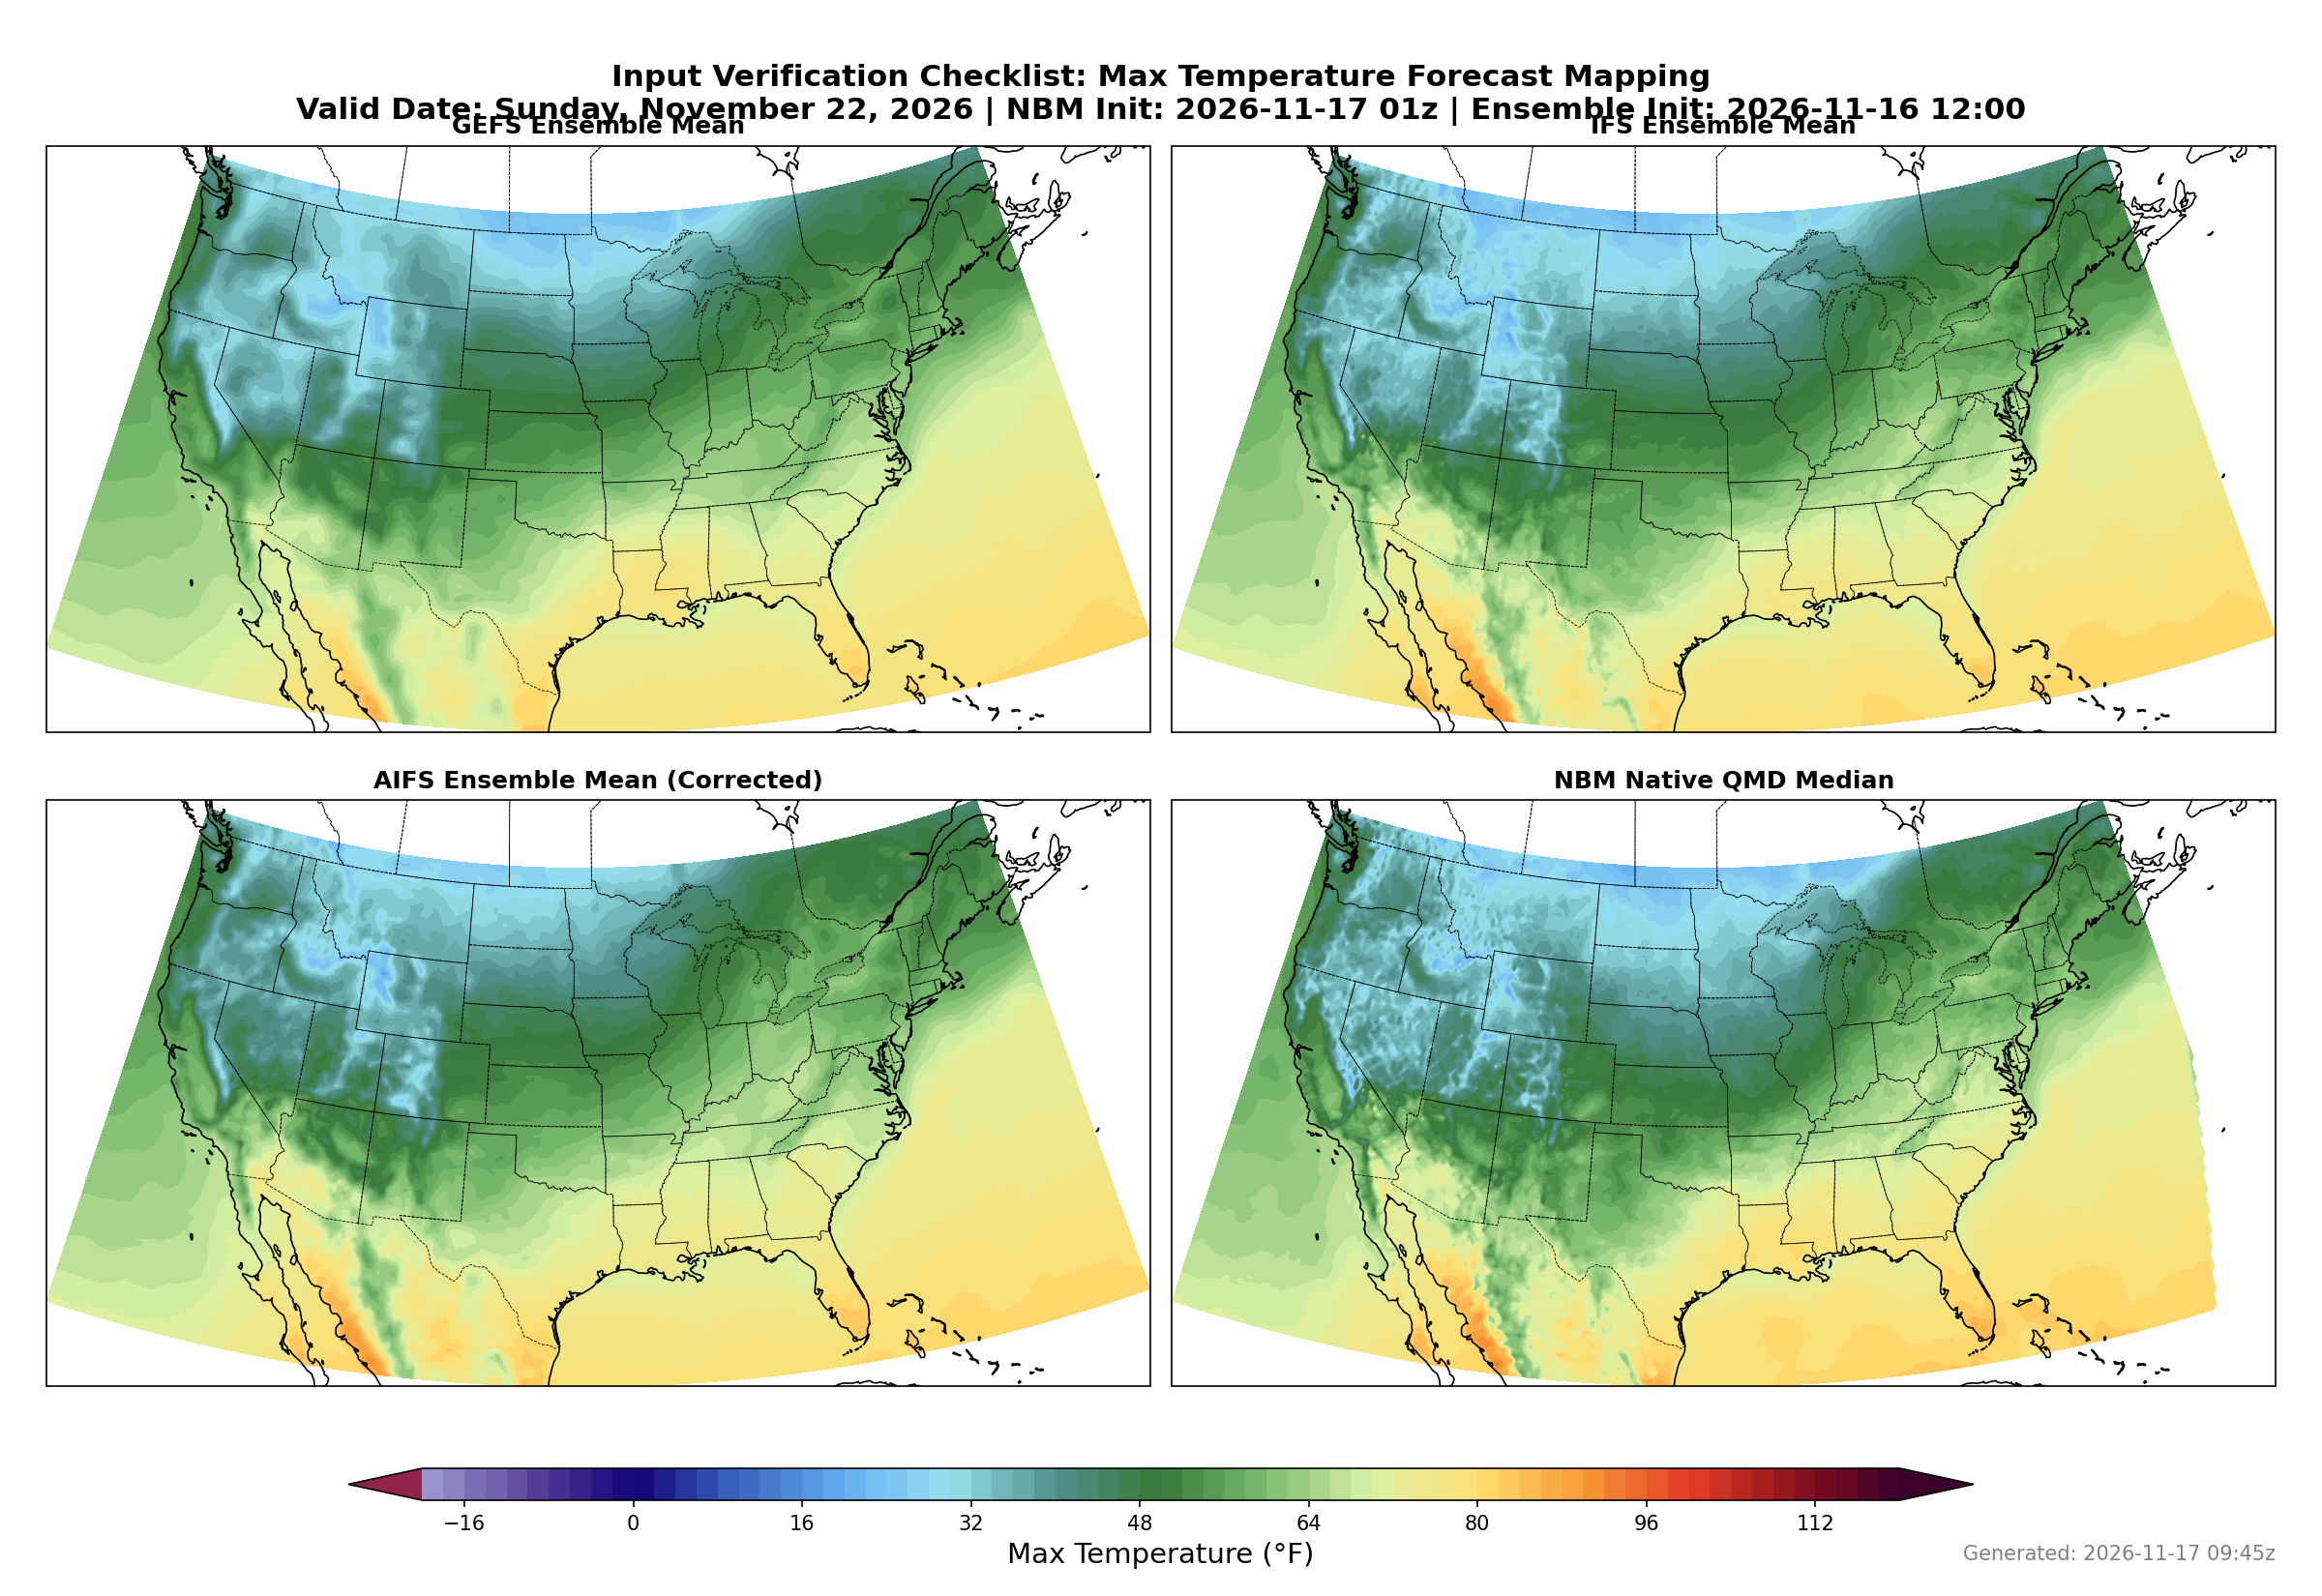 Input Verification Checklist: Max Temperature Forecast Mapping
Valid Date: Sunday, November 22, 2026 | NBM Init: 2026-11-17 01z | Ensemble Init: 2026-11-16 12:00
GEFS Ensemble Mean
IFS Ensemble Mean
AIFS Ensemble Mean (Corrected)
NBM Native QMD Median
−16 0 16 32 48 64 80 96 112
Max Temperature (°F)
Generated: 2026-11-17 09:45z